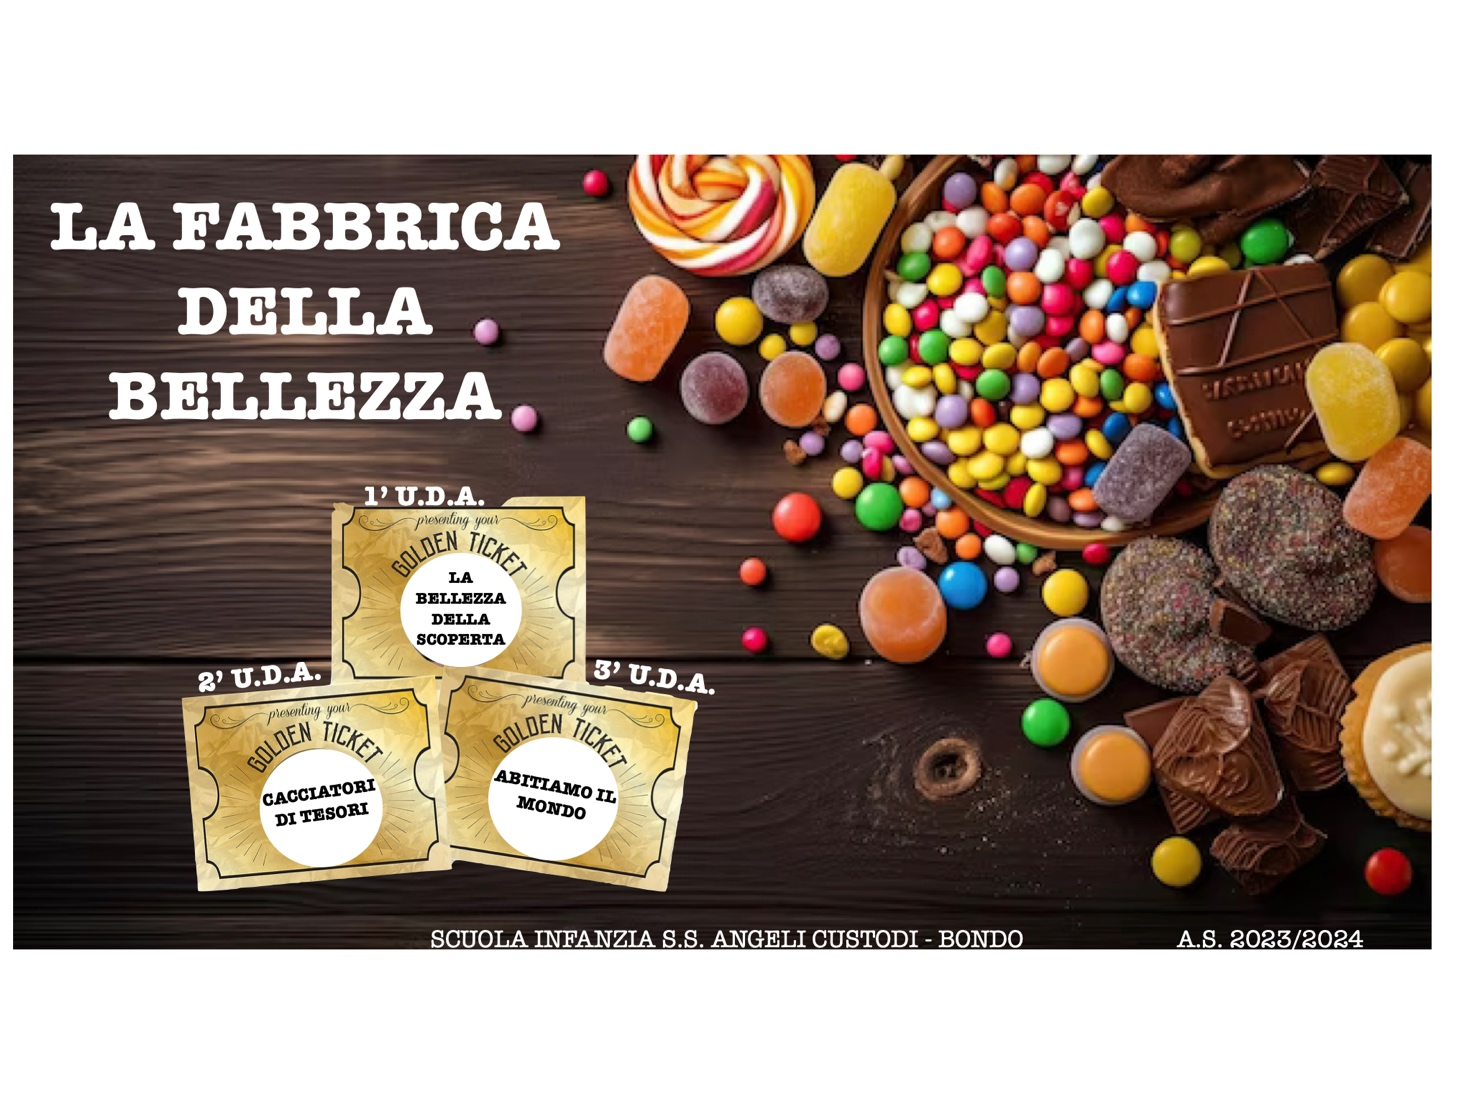 LA FABBRICA
DELLA
BELLEZZA
1' U.D.A.
presenting your
GOLDEN TICKET
LA
BELLEZZA
DELLA
SCOPERTA
2' U.D.A.
presenting your
GOLDEN TICKET
CACCIATORI
DI TESORI
3' U.D.A.
presenting your
GOLDEN TICKET
ABITIAMO IL
MONDO
SCUOLA INFANZIA S.S. ANGELI CUSTODI - BONDO
A.S. 2023/2024